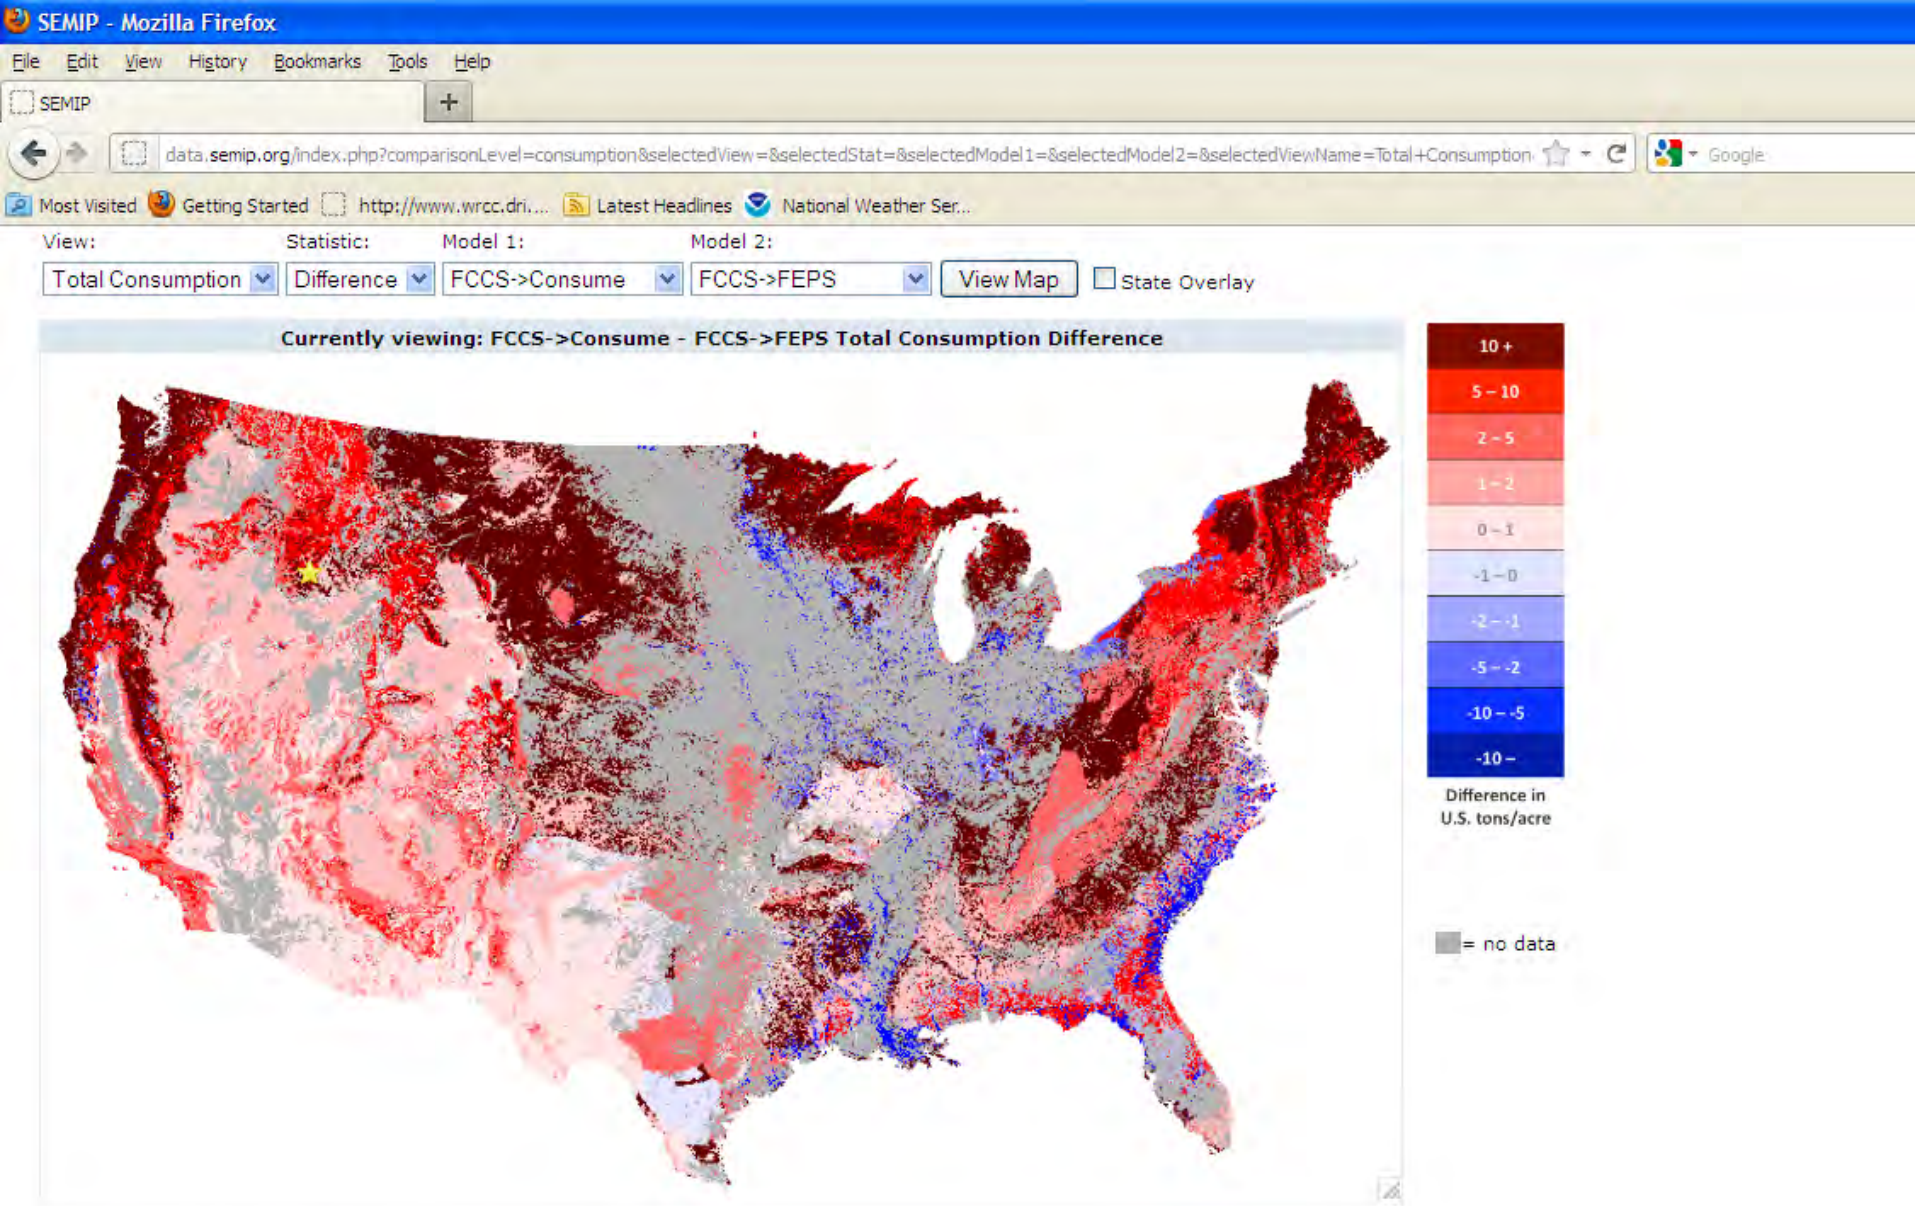 SEMIP - Mozilla Firefox
File Edit View History Bookmarks Tools Help
SEMIP +
data.semip.org/index.php?comparisonLevel=consumption&selectedView=&selectedStat=&selectedModel1=&selectedModel2=&selectedViewName=Total+Consumption Google
Most Visited Getting Started http://www.wrcc.dri.... Latest Headlines National Weather Ser...
View: Statistic: Model 1: Model 2:
Total Consumption Difference FCCS->Consume FCCS->FEPS View Map State Overlay
Currently viewing: FCCS->Consume - FCCS->FEPS Total Consumption Difference
10 +
5 – 10
2 – 5
1 – 2
0 – 1
-1 – 0
-2 – -1
-5 – -2
-10 – -5
-10 –
Difference in
U.S. tons/acre
= no data